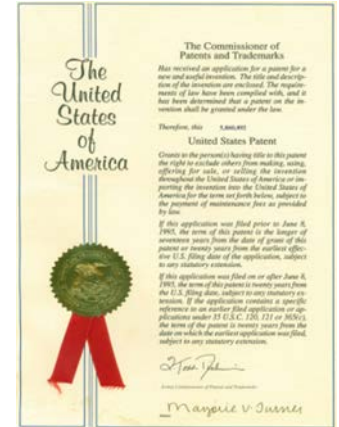 The
United
States
of
America
The Commissioner of
Patents and Trademarks
Has received an application for a patent for a
new and useful invention. The title and descrip-
tion of the invention are enclosed. The require-
ments of law have been complied with, and it
has been determined that a patent on the in-
vention shall be granted under the law.
Therefore, this
United States Patent
Grants to the person(s) having title to this patent
the right to exclude others from making, using,
offering for sale, or selling the invention
throughout the United States of America or im-
porting the invention into the United States of
America for the term set forth below, subject to
the payment of maintenance fees as provided
by law.
If this application was filed prior to June 8,
1995, the term of this patent is the longer of
seventeen years from the date of grant of this
patent or twenty years from the earliest effec-
tive U.S. filing date of the application, subject to
any statutory extension.
If this application was filed on or after June 8,
1995, the term of this patent is twenty years from
the U.S. filing date, subject to any statutory ex-
tension. If the application contains a specific
reference to an earlier filed application or ap-
plications under 35 U.S.C. 120, 121 or 365(c),
the term of the patent is twenty years from the
date on which the earliest application was filed,
subject to any statutory extension.
Acting Commissioner of Patents and Trademarks
Marjorie V. Turner
Attest